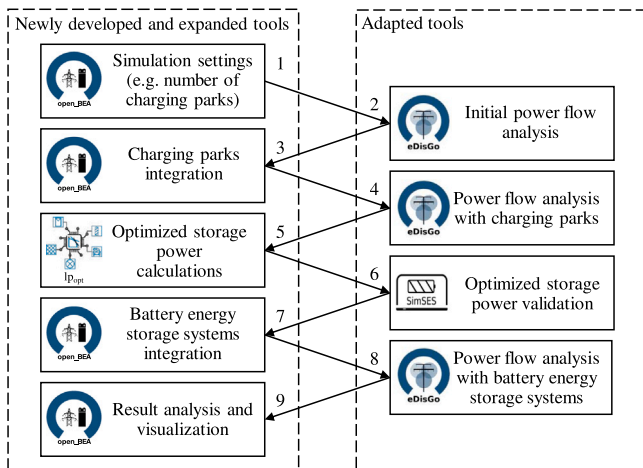 Newly developed and expanded tools
Adapted tools
Simulation settings
(e.g. number of
charging parks)
open_BEA
1
2
Initial power flow
analysis
eDisGo
3
Charging parks
integration
open_BEA
4
Power flow analysis
with charging parks
eDisGo
5
Optimized storage
power
calculations
lpopt
6
Optimized storage
power validation
SimSES
7
Battery energy
storage systems
integration
open_BEA
8
Power flow analysis
with battery energy
storage systems
eDisGo
9
Result analysis and
visualization
open_BEA